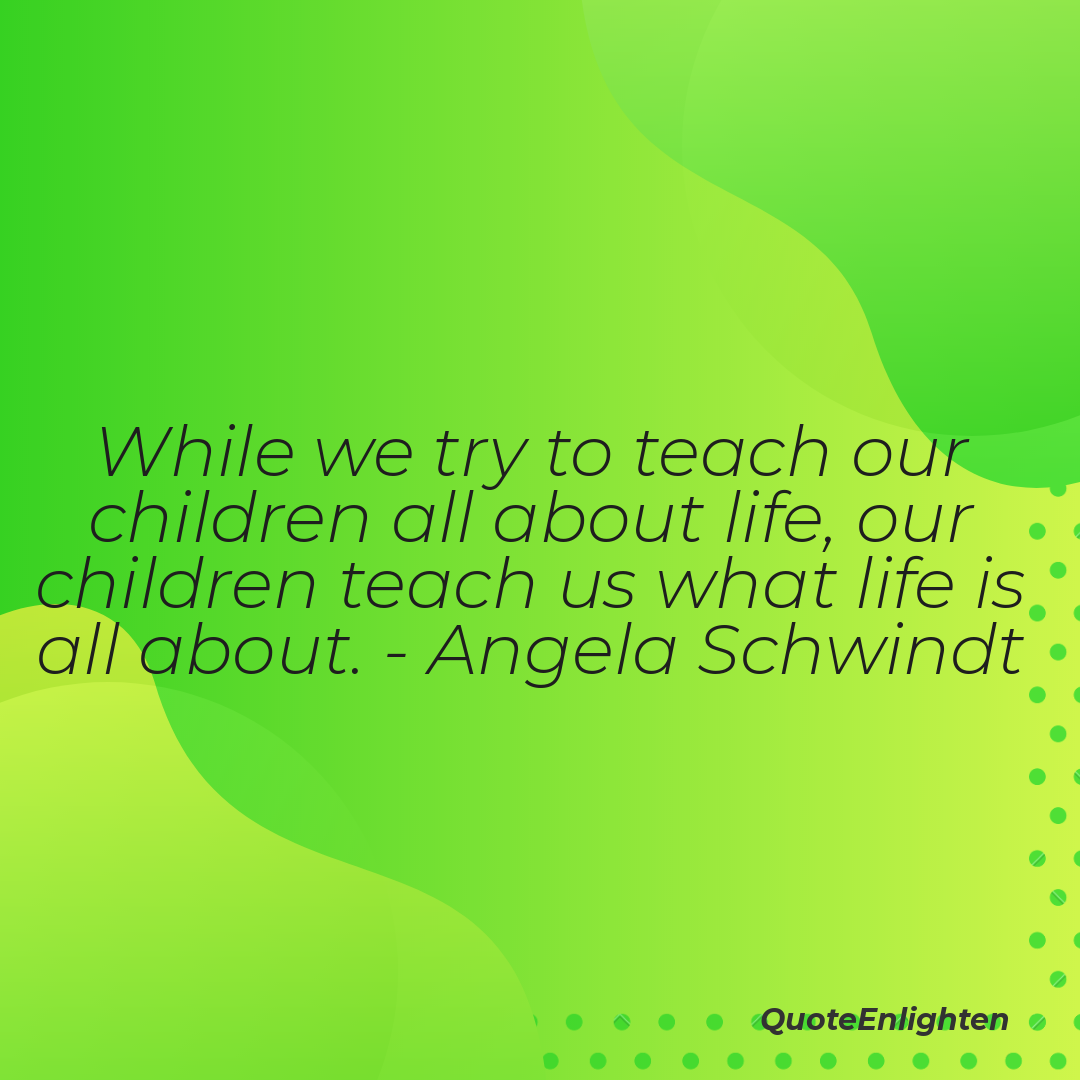 While we try to teach our
children all about life, our
children teach us what life is
all about. - Angela Schwindt
QuoteEnlighten